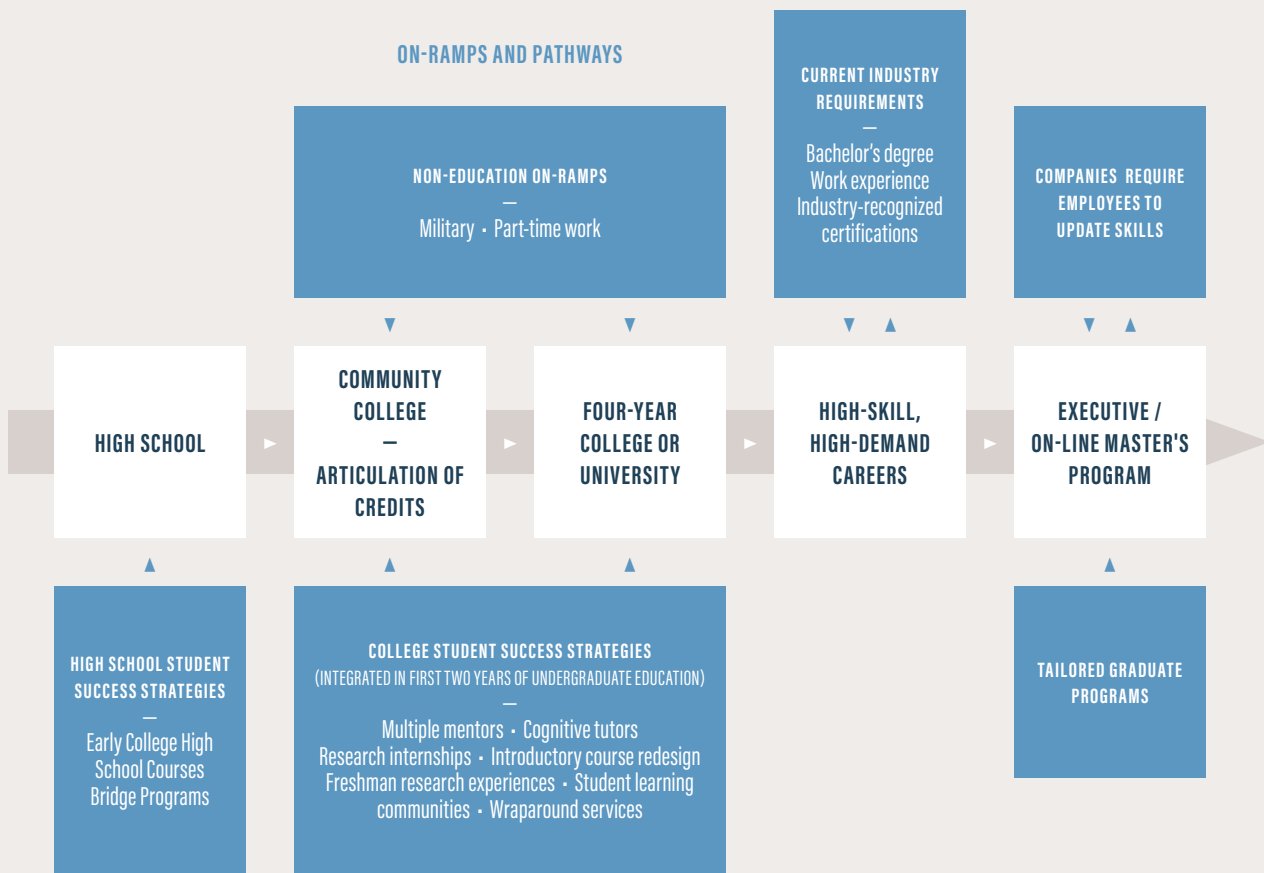 ON-RAMPS AND PATHWAYS
NON-EDUCATION ON-RAMPS
—
Military · Part-time work
CURRENT INDUSTRY
REQUIREMENTS
—
Bachelor's degree
Work experience
Industry-recognized
certifications
COMPANIES REQUIRE
EMPLOYEES TO
UPDATE SKILLS
HIGH SCHOOL
COMMUNITY
COLLEGE
—
ARTICULATION OF
CREDITS
FOUR-YEAR
COLLEGE OR
UNIVERSITY
HIGH-SKILL,
HIGH-DEMAND
CAREERS
EXECUTIVE /
ON-LINE MASTER'S
PROGRAM
HIGH SCHOOL STUDENT
SUCCESS STRATEGIES
—
Early College High
School Courses
Bridge Programs
COLLEGE STUDENT SUCCESS STRATEGIES
(INTEGRATED IN FIRST TWO YEARS OF UNDERGRADUATE EDUCATION)
—
Multiple mentors · Cognitive tutors
Research internships · Introductory course redesign
Freshman research experiences · Student learning
communities · Wraparound services
TAILORED GRADUATE
PROGRAMS